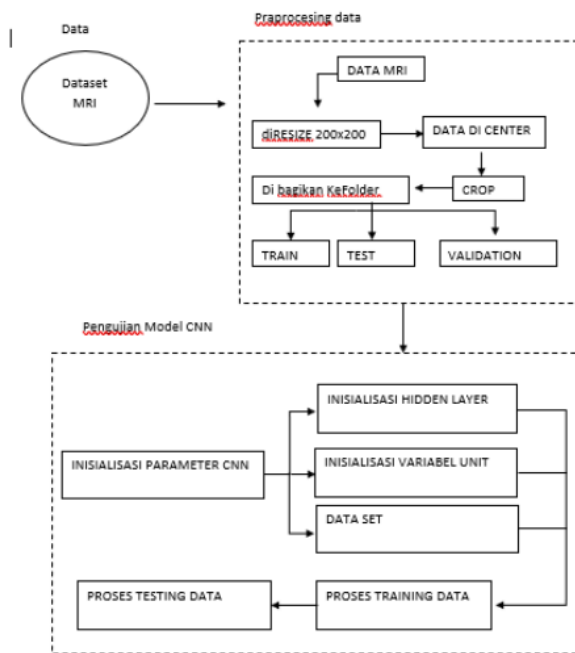 Praprocesing data
Data
Dataset
MRI
DATA MRI
diRESIZE 200x200
DATA DI CENTER
Di bagikan KeFolder
CROP
TRAIN
TEST
VALIDATION
Pengujian Model CNN
INISIALISASI HIDDEN LAYER
INISIALISASI PARAMETER CNN
INISIALISASI VARIABEL UNIT
DATA SET
PROSES TESTING DATA
PROSES TRAINING DATA